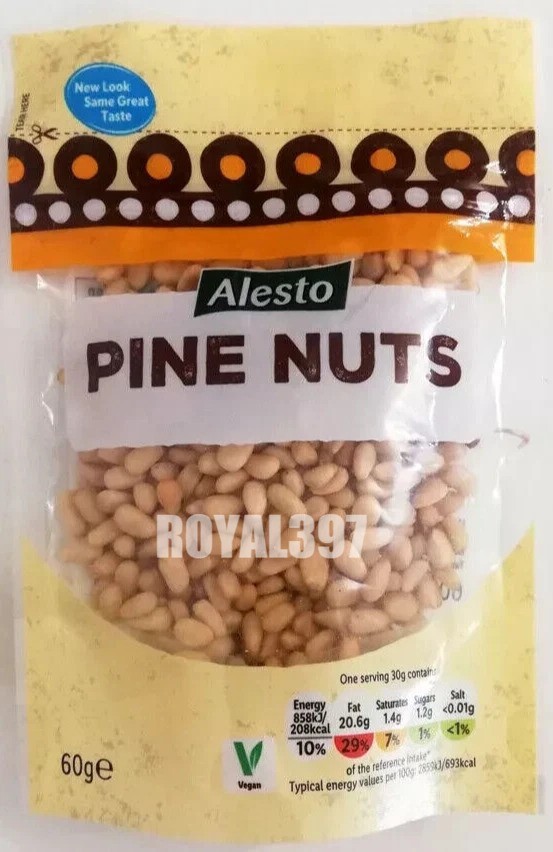 TEAR HERE
New Look
Same Great
Taste
Alesto
PINE NUTS
ROYAL397
One serving 30g contains
Energy Fat Saturates Sugars Salt
858kJ/ 20.6g 1.4g 1.2g <0.01g
208kcal
10% 29% 7% 1% <1%
of the reference intake*
Typical energy values per 100g: 2859kJ/693kcal
Vegan
60g℮